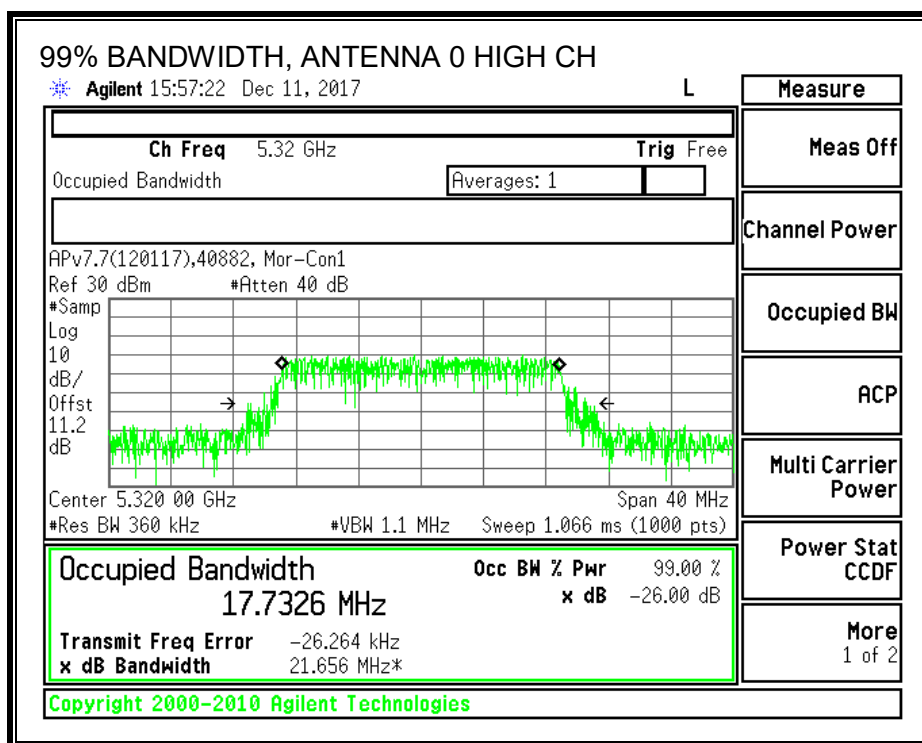 99% BANDWIDTH, ANTENNA 0 HIGH CH
Agilent 15:57:22 Dec 11, 2017 L
Measure
Ch Freq 5.32 GHz Trig Free
Meas Off
Occupied Bandwidth Averages: 1
Channel Power
APv7.7(120117),40882, Mor-Con1
Ref 30 dBm #Atten 40 dB
#Samp
Log
10
dB/
Offst
11.2
dB
Occupied BW
ACP
Multi Carrier
Power
Center 5.320 00 GHz Span 40 MHz
#Res BW 360 kHz #VBW 1.1 MHz Sweep 1.066 ms (1000 pts)
Power Stat
CCDF
Occupied Bandwidth Occ BW % Pwr 99.00 %
17.7326 MHz x dB -26.00 dB
Transmit Freq Error -26.264 kHz
x dB Bandwidth 21.656 MHz*
More
1 of 2
Copyright 2000-2010 Agilent Technologies